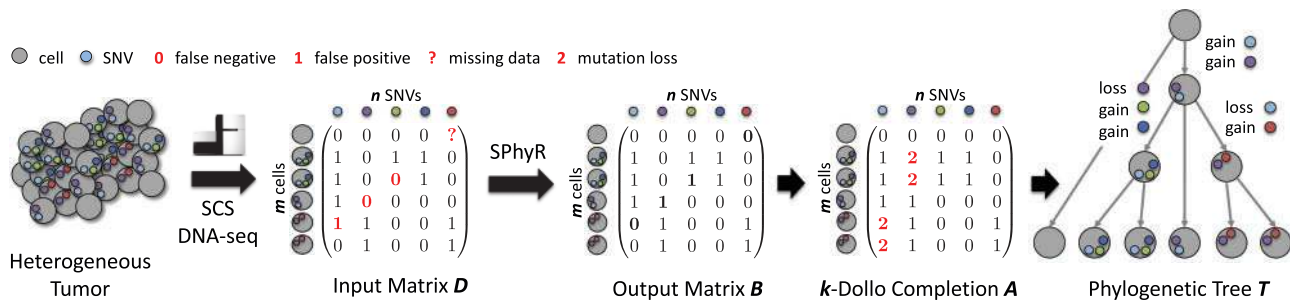 cell SNV 0 false negative 1 false positive ? missing data 2 mutation loss
Heterogeneous
Tumor
SCS
DNA-seq
n SNVs
m cells
0 0 0 0 ?
1 0 1 1 0
1 0 0 1 0
1 0 0 0 0
1 1 0 0 1
0 1 0 0 1
Input Matrix D
SPhyR
n SNVs
m cells
0 0 0 0 0
1 0 1 1 0
1 0 1 1 0
1 1 0 0 0
0 1 0 0 1
0 1 0 0 1
Output Matrix B
n SNVs
m cells
0 0 0 0 0
1 2 1 1 0
1 2 1 1 0
1 1 0 0 0
2 1 0 0 1
2 1 0 0 1
k-Dollo Completion A
gain
gain
loss
gain
gain
loss
gain
Phylogenetic Tree T